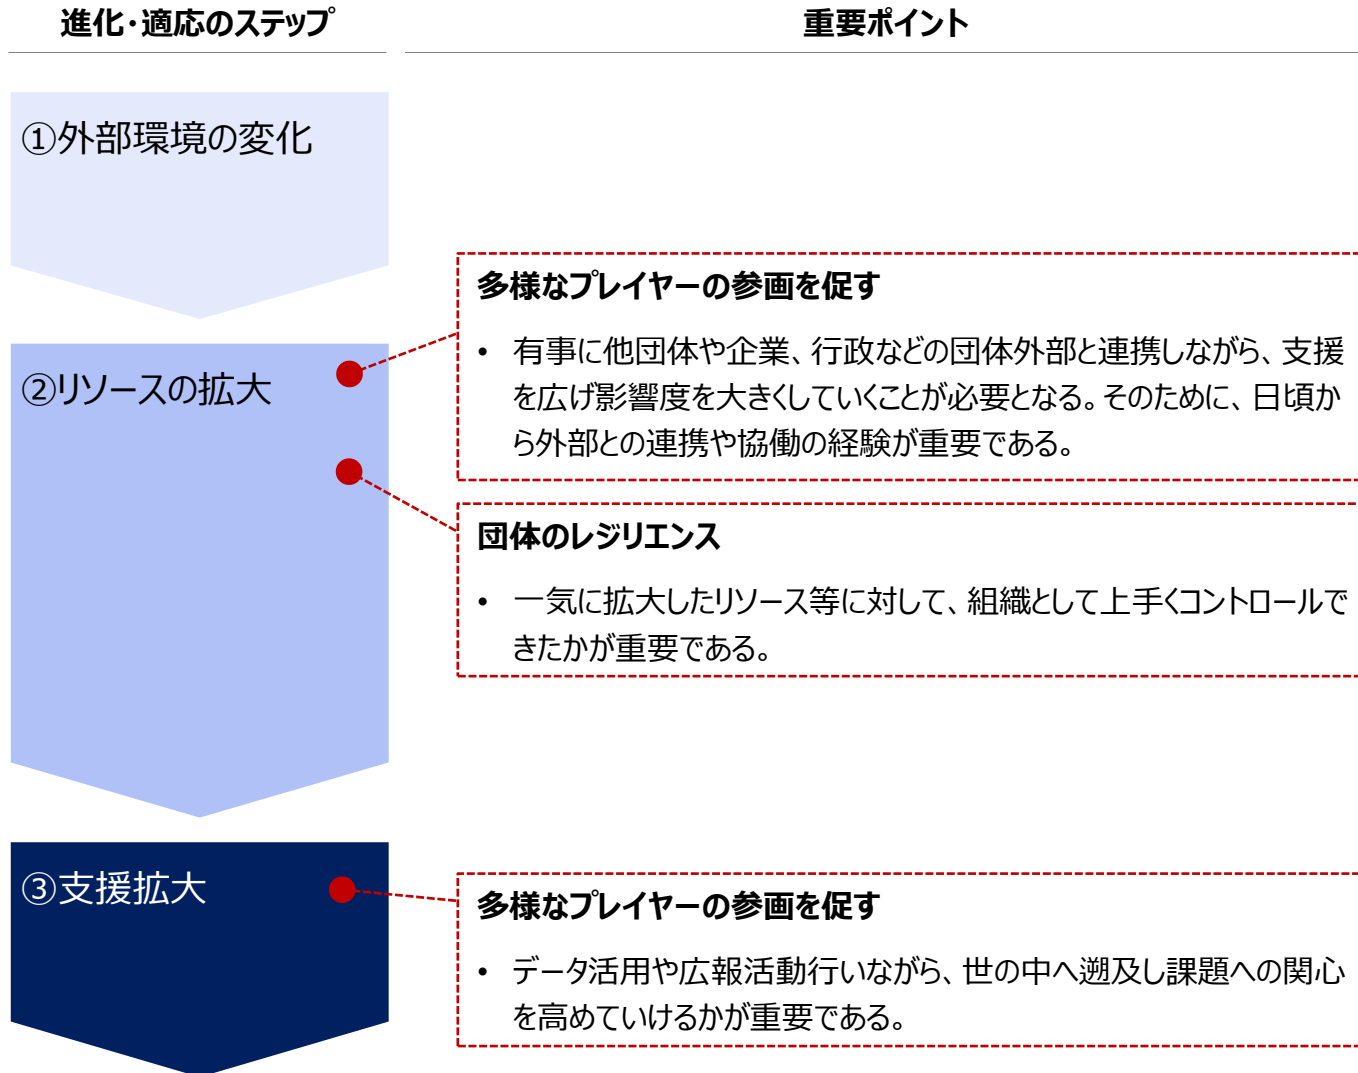 進化・適応のステップ
重要ポイント
①外部環境の変化
多様なプレイヤーの参画を促す
• 有事に他団体や企業、行政などの団体外部と連携しながら、支援
を広げ影響度を大きくしていくことが必要となる。そのために、日頃か
ら外部との連携や協働の経験が重要である。
②リソースの拡大
団体のレジリエンス
• 一気に拡大したリソース等に対して、組織として上手くコントロールで
きたかが重要である。
③支援拡大
多様なプレイヤーの参画を促す
• データ活用や広報活動行いながら、世の中へ遡及し課題への関心
を高めていけるかが重要である。